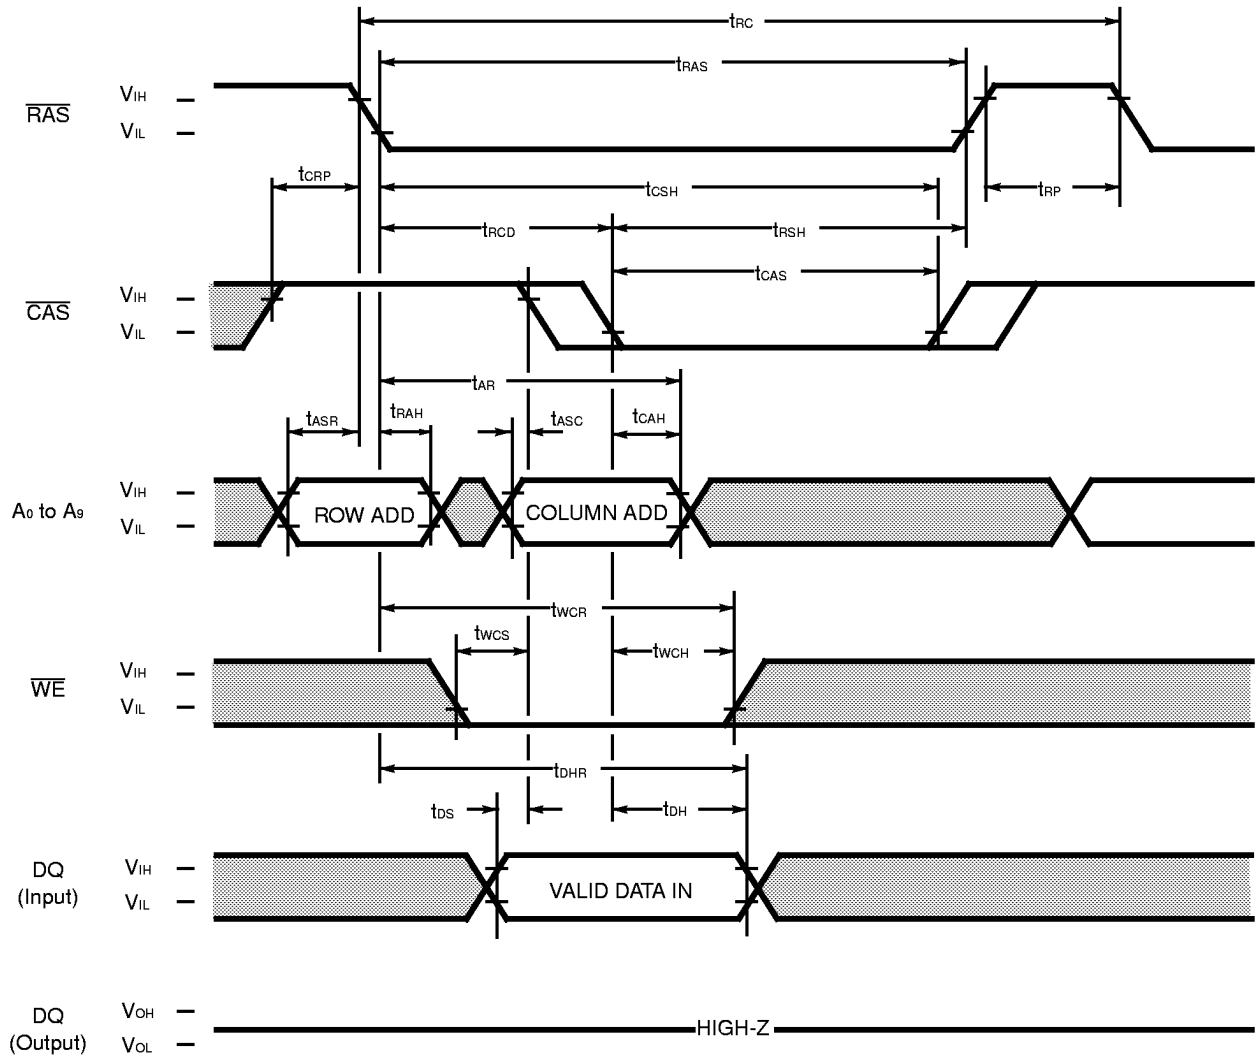 tRC
tRAS
RAS
VIH
VIL
tCRP
tCSH
tRP
tRCD
tRSH
tCAS
CAS
VIH
VIL
tAR
tASR
tRAH
tASC
tCAH
A0 to A9
VIH
VIL
ROW ADD
COLUMN ADD
tWCR
tWCS
tWCH
WE
VIH
VIL
tDHR
tDS
tDH
DQ
(Input)
VIH
VIL
VALID DATA IN
DQ
(Output)
VOH
VOL
HIGH-Z